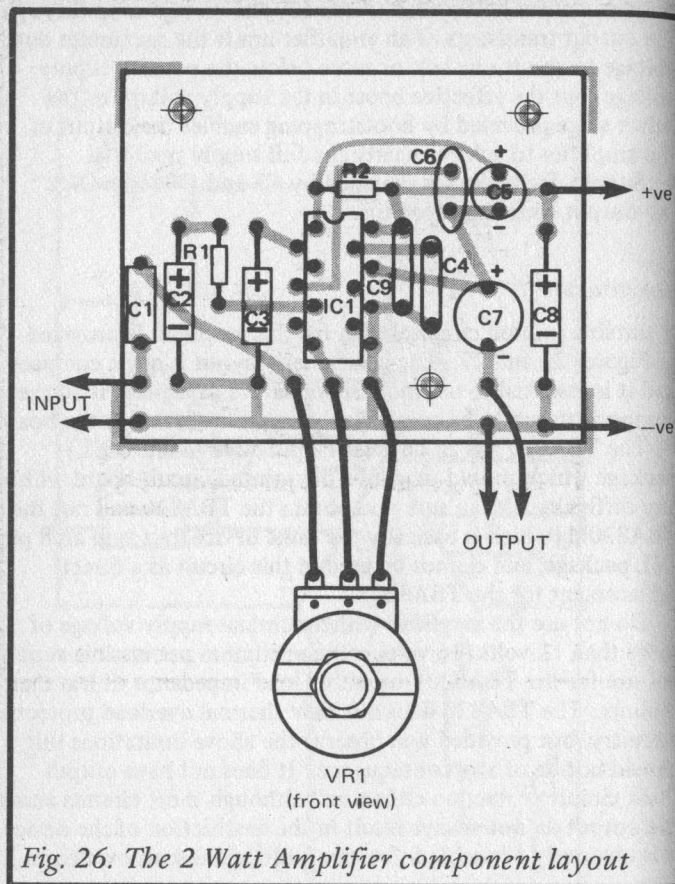 C6
+
+
R2
C5
+ve
−
R1
+
+
+
+
C2
C3
IC1
C9
C4
C7
C8
C1
−
−
−
−
INPUT
−ve
OUTPUT
VR1
(front view)
Fig. 26. The 2 Watt Amplifier component layout